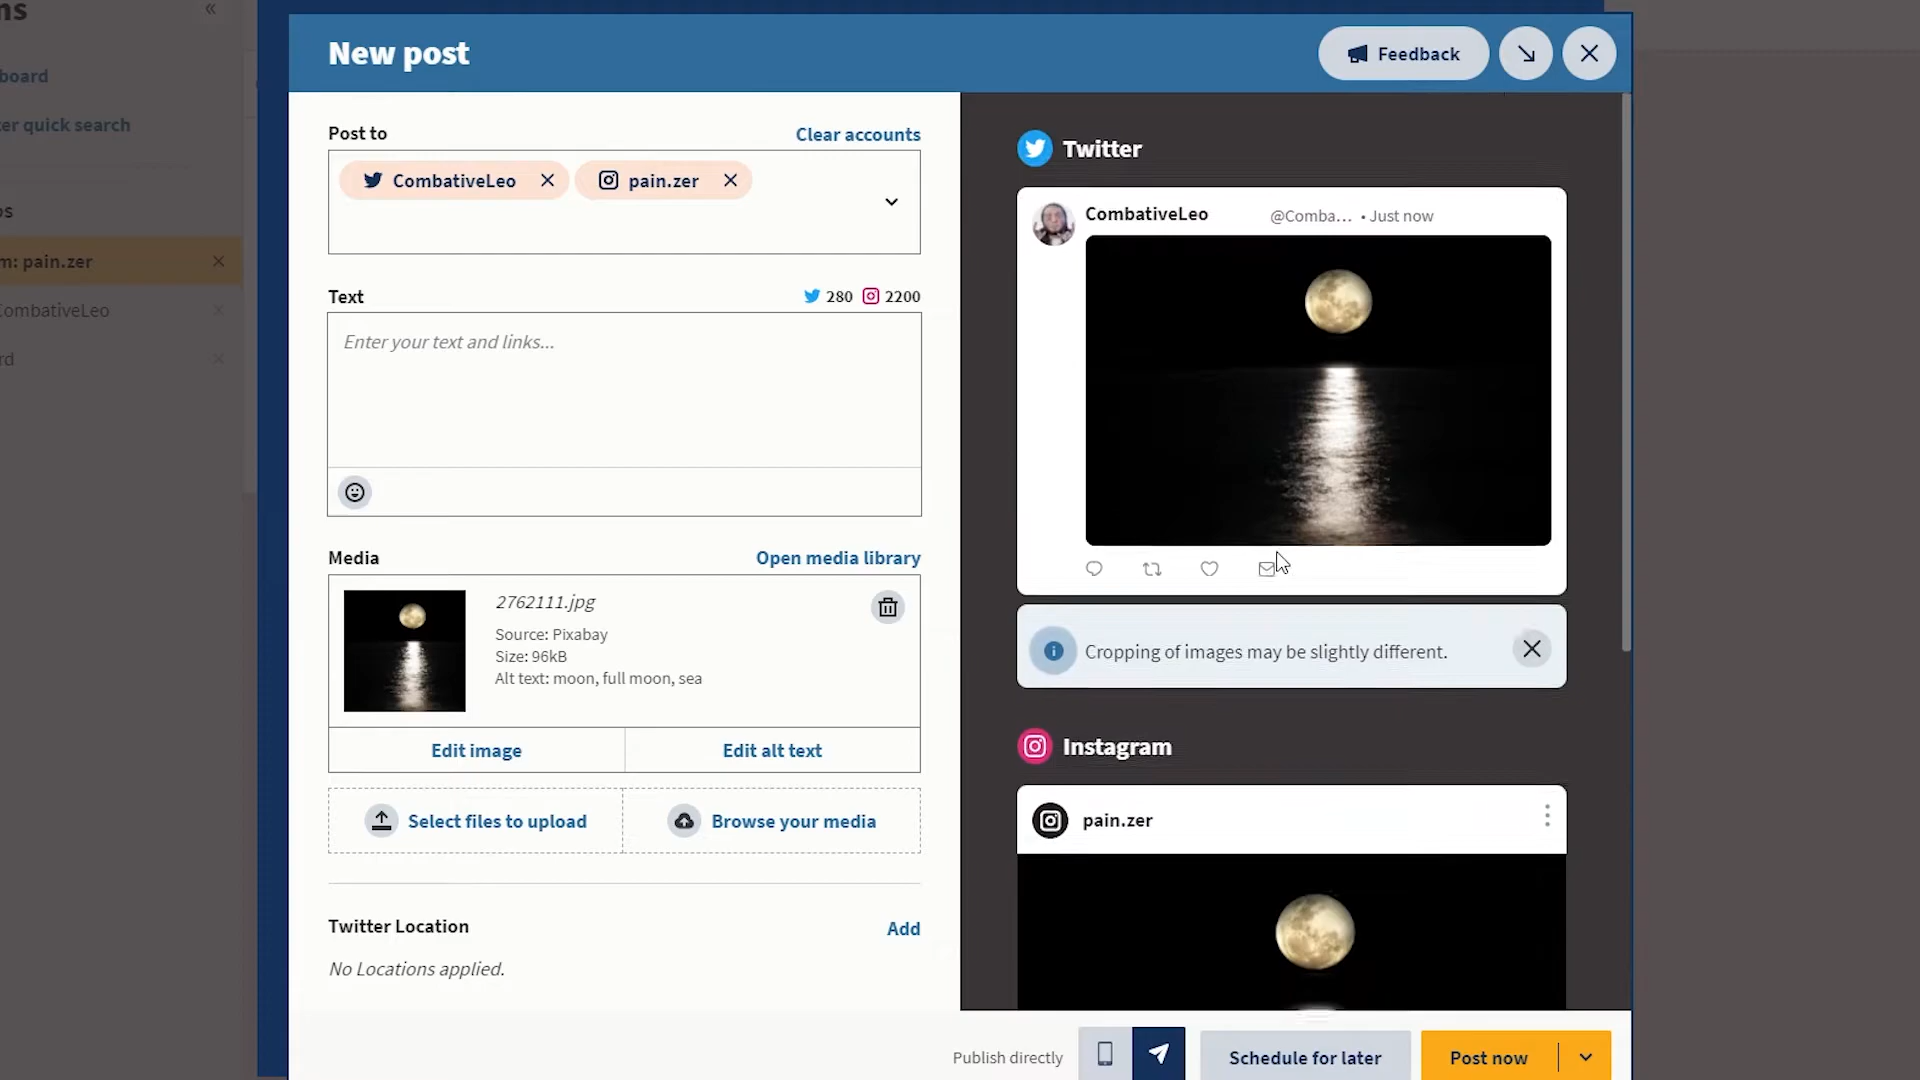 ns
«
board
ter quick search
os
m: pain.zer
CombativeLeo
rd
New post
Feedback
Post to
Clear accounts
CombativeLeo
pain.zer
Text
280
2200
Enter your text and links...
Media
Open media library
2762111.jpg
Source: Pixabay
Size: 96kB
Alt text: moon, full moon, sea
Edit image
Edit alt text
Select files to upload
Browse your media
Twitter Location
Add
No Locations applied.
Twitter
CombativeLeo @Comba... • Just now
Cropping of images may be slightly different.
Instagram
pain.zer
Publish directly
Schedule for later
Post now